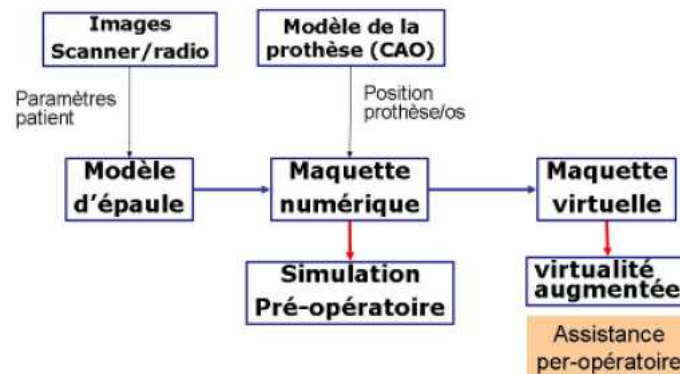 Images
Scanner/radio
Modèle de la
prothèse (CAO)
Paramètres
patient
Position
prothèse/os
Modèle
d'épaule
Maquette
numérique
Maquette
virtuelle
Simulation
Pré-opératoire
virtualité
augmentée
Assistance
per-opératoire